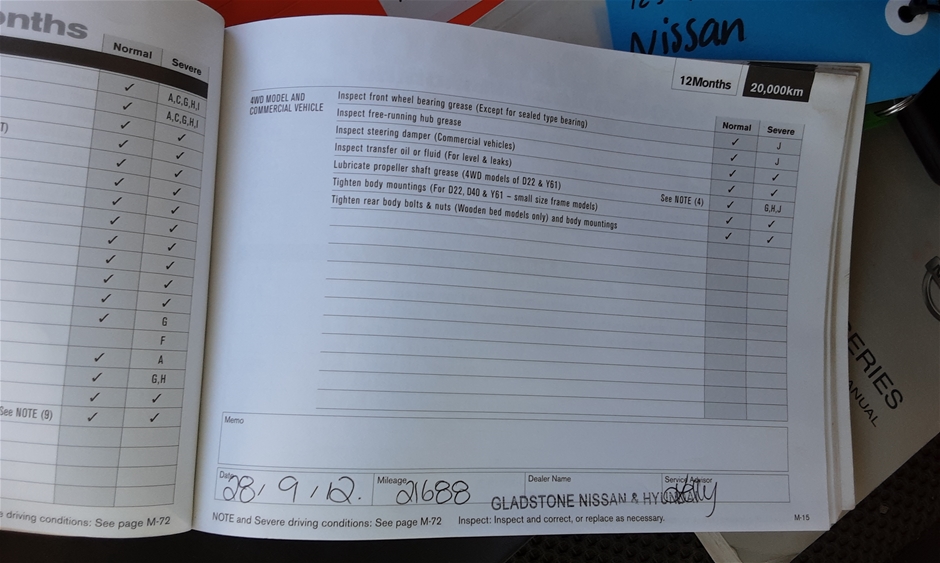 onths
Normal Severe
✓ A,C,G,H,I
✓ A,C,G,H,I
✓ ✓
✓ ✓
✓ ✓
✓ ✓
✓ ✓
✓ ✓
✓ ✓
✓ ✓
✓ ✓
✓ G
F
✓ A
✓ G,H
✓ ✓
See NOTE (9) ✓ ✓
driving conditions: See page M-72
Nissan
12Months 20,000km
Normal Severe
4WD MODEL AND
COMMERCIAL VEHICLE
Inspect front wheel bearing grease (Except for sealed type bearing) ✓ J
Inspect free-running hub grease ✓ J
Inspect steering damper (Commercial vehicles) ✓ ✓
Inspect transfer oil or fluid (For level & leaks) ✓ ✓
Lubricate propeller shaft grease (4WD models of D22 & Y61) See NOTE (4) ✓ G,H,J
Tighten body mountings (For D22, D40 & Y61 – small size frame models) ✓ ✓
Tighten rear body bolts & nuts (Wooden bed models only) and body mountings ✓ ✓
Memo
Date 28/9/12. Mileage 21688 Dealer Name GLADSTONE NISSAN & HYUNDAI Service Advisor
NOTE and Severe driving conditions: See page M-72 Inspect: Inspect and correct, or replace as necessary. M-15
ERIES
ANUAL